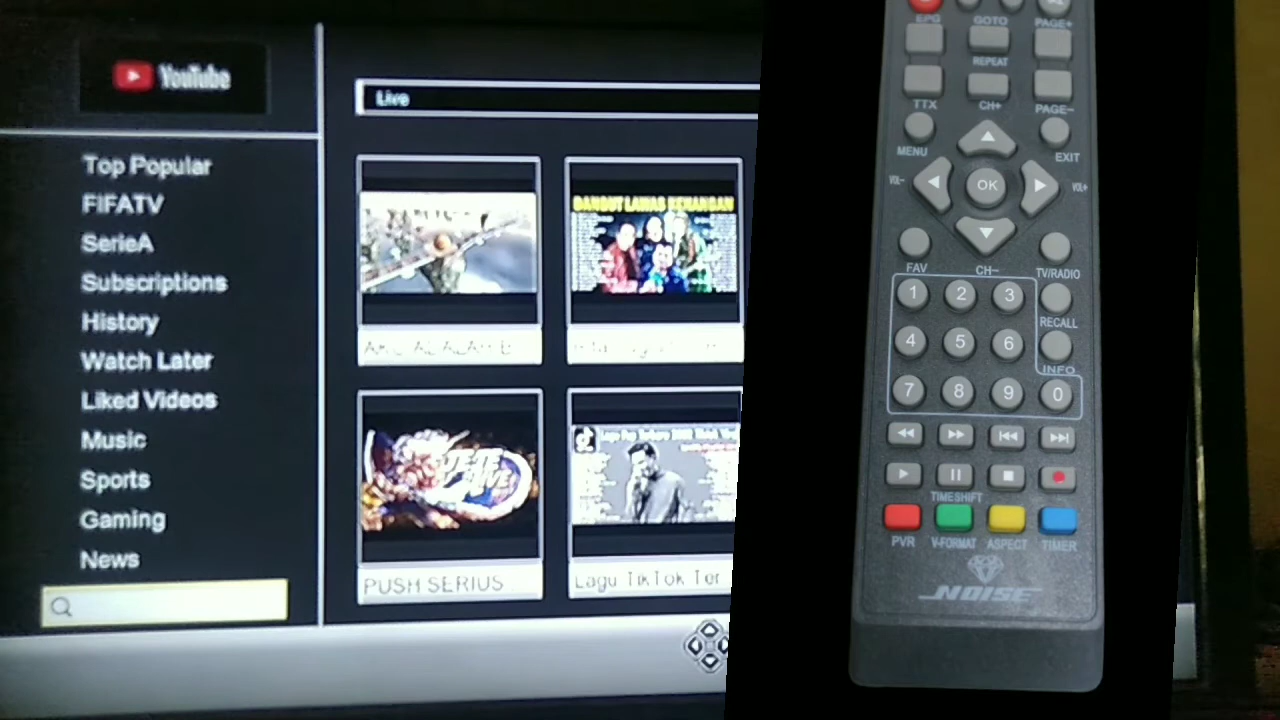 YouTube
Live
Top Popular
FIFATV
SerieA
Subscriptions
History
Watch Later
Liked Videos
Music
Sports
Gaming
News
DANGDUT LAWAS KENANGAN
PUSH SERIUS
Lagu TikTok Ter
EPG GOTO PAGE+
REPEAT
TTX CH+ PAGE-
MENU EXIT
VOL- OK VOL+
FAV CH- TV/RADIO
1 2 3
RECALL
4 5 6
INFO
7 8 9 0
TIMESHIFT
PVR V-FORMAT ASPECT TIMER
NOISE